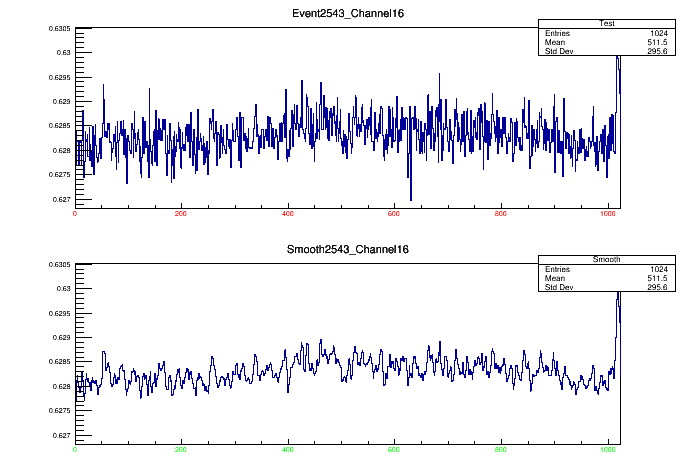 Event2543_Channel16
Test
Entries 1024
Mean 511.5
Std Dev 295.6
0.6305
0.63
0.6295
0.629
0.6285
0.628
0.6275
0.627
0 200 400 600 800 1000
Smooth2543_Channel16
Smooth
Entries 1024
Mean 511.5
Std Dev 295.6
0.6305
0.63
0.6295
0.629
0.6285
0.628
0.6275
0.627
0 200 400 600 800 1000